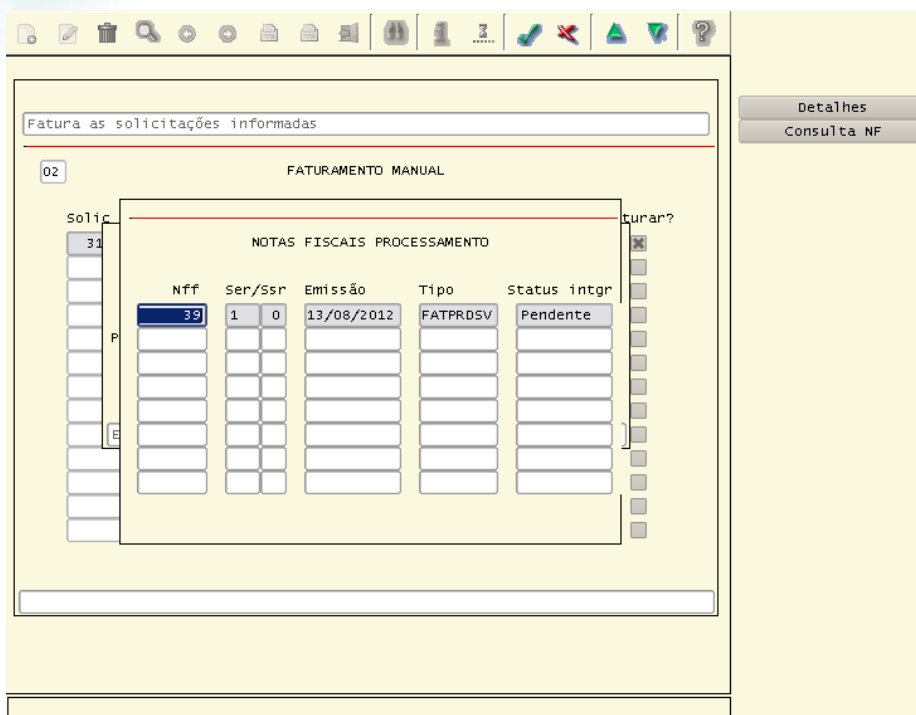 Detalhes
Consulta NF
Fatura as solicitações informadas
02
FATURAMENTO MANUAL
Solic
turar?
31
NOTAS FISCAIS PROCESSAMENTO
Nff Ser/Ssr Emissão Tipo Status intgr
39 1 0 13/08/2012 FATPRDSV Pendente
P
E